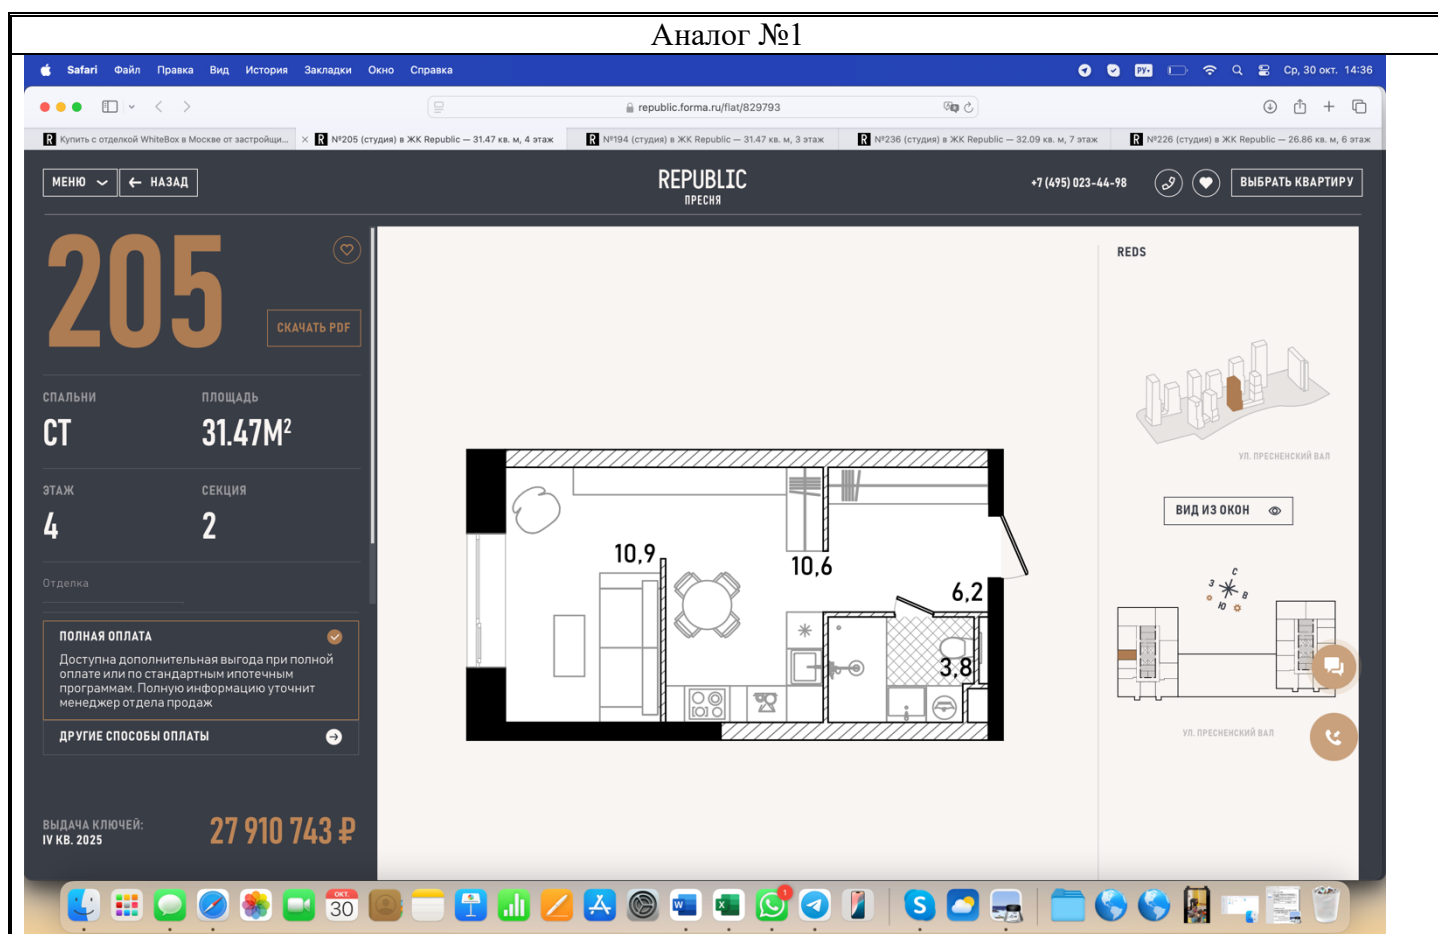 Аналог №1
Safari Файл Правка Вид История Закладки Окно Справка
РУ Ср, 30 окт. 14:36
republic.forma.ru/flat/829793
R Купить с отделкой WhiteBox в Москве от застройщи...
R №205 (студия) в ЖК Republic — 31.47 кв. м, 4 этаж
R №194 (студия) в ЖК Republic — 31.47 кв. м, 3 этаж
R №236 (студия) в ЖК Republic — 32.09 кв. м, 7 этаж
R №226 (студия) в ЖК Republic — 26.86 кв. м, 6 этаж
МЕНЮ
НАЗАД
REPUBLIC
ПРЕСНЯ
+7 (495) 023-44-98
ВЫБРАТЬ КВАРТИРУ
205
СКАЧАТЬ PDF
СПАЛЬНИ ПЛОЩАДЬ
СТ 31.47М²
ЭТАЖ СЕКЦИЯ
4 2
Отделка
ПОЛНАЯ ОПЛАТА
Доступна дополнительная выгода при полной
оплате или по стандартным ипотечным
программам. Полную информацию уточнит
менеджер отдела продаж
ДРУГИЕ СПОСОБЫ ОПЛАТЫ
ВЫДАЧА КЛЮЧЕЙ:
IV КВ. 2025
27 910 743 ₽
10,9
10,6
6,2
3,8
REDS
УЛ. ПРЕСНЕНСКИЙ ВАЛ
ВИД ИЗ ОКОН
С
З
В
Ю
УЛ. ПРЕСНЕНСКИЙ ВАЛ
ОКТ.
30
1